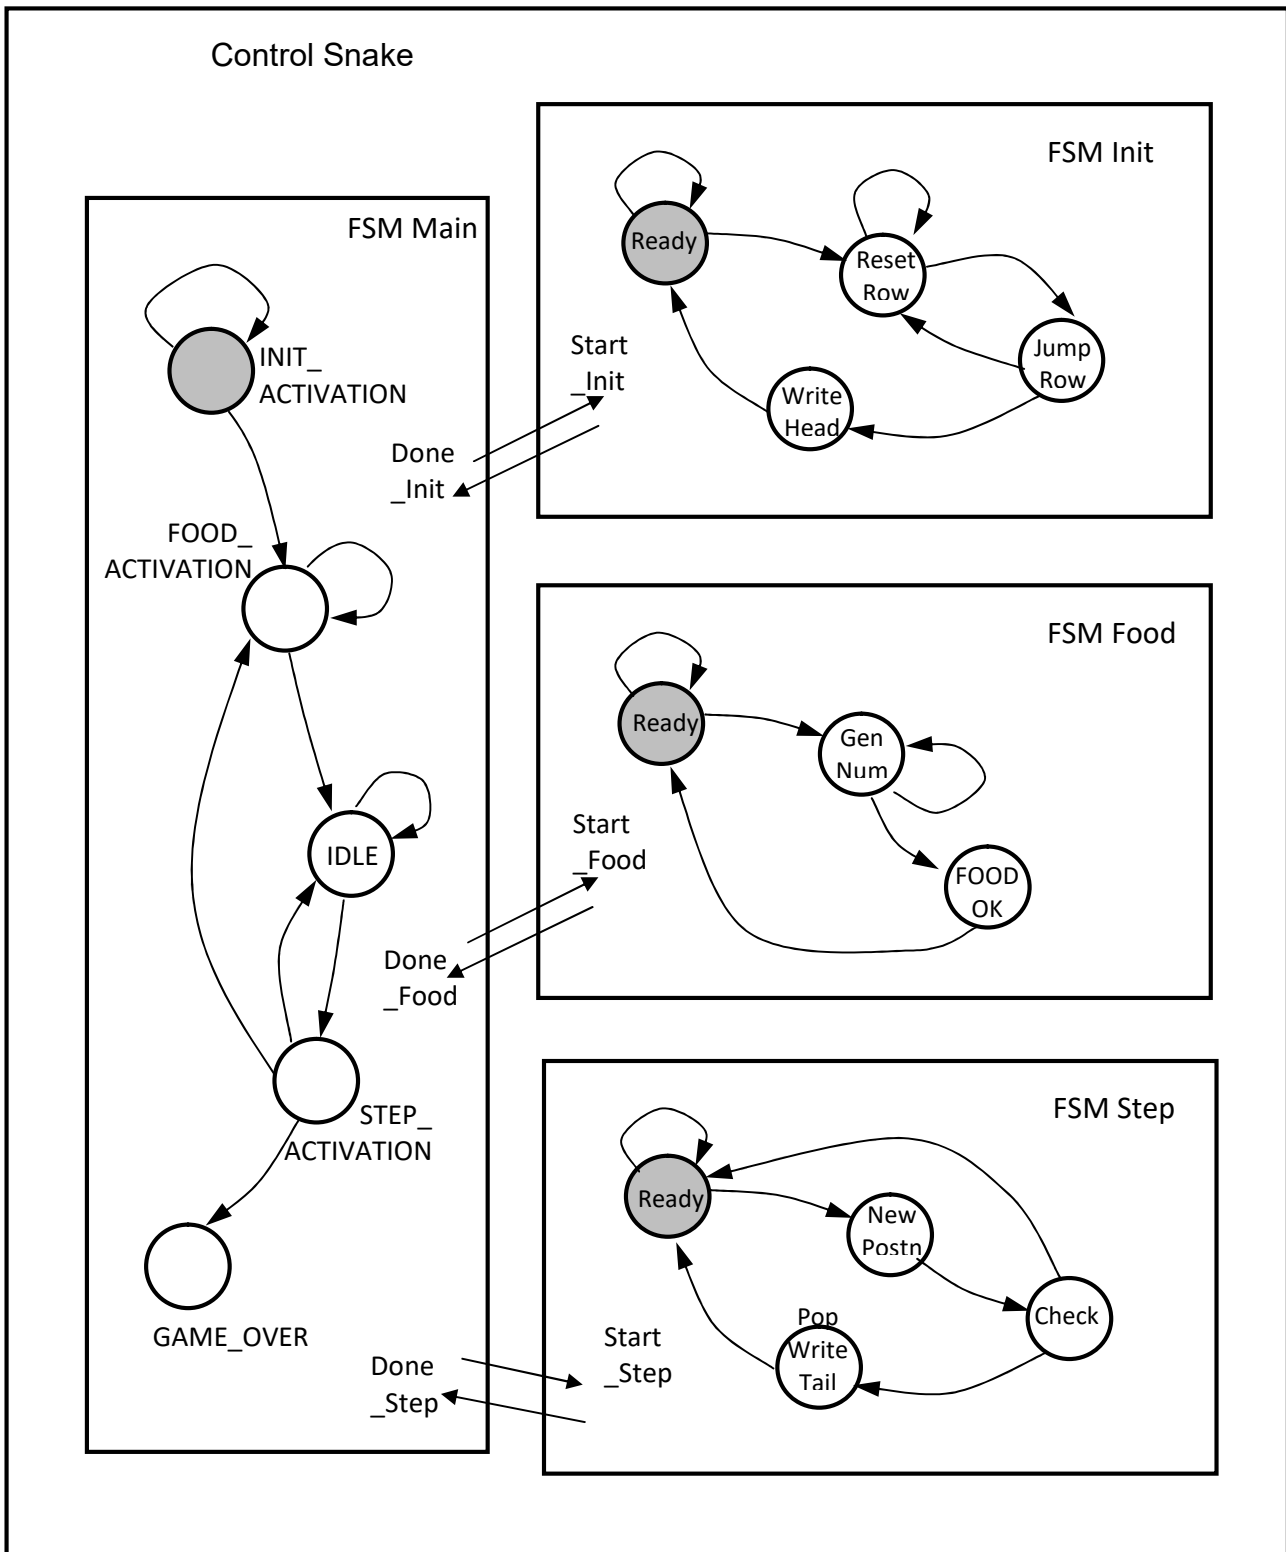 Control Snake
FSM Main
INIT_
ACTIVATION
FOOD_
ACTIVATION
IDLE
STEP_
ACTIVATION
GAME_OVER
Start
_Init
Done
_Init
Start
_Food
Done
_Food
Start
_Step
Done
_Step
FSM Init
Ready
Reset
Row
Jump
Row
Write
Head
FSM Food
Ready
Gen
Num
FOOD
OK
FSM Step
Ready
New
Postn
Check
Pop
Write
Tail